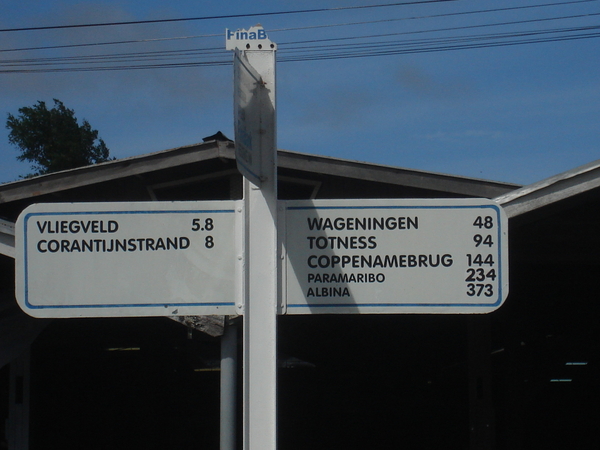 FinaB
VLIEGVELD 5.8
CORANTIJNSTRAND 8
WAGENINGEN 48
TOTNESS 94
COPPENAMEBRUG 144
PARAMARIBO 234
ALBINA 373